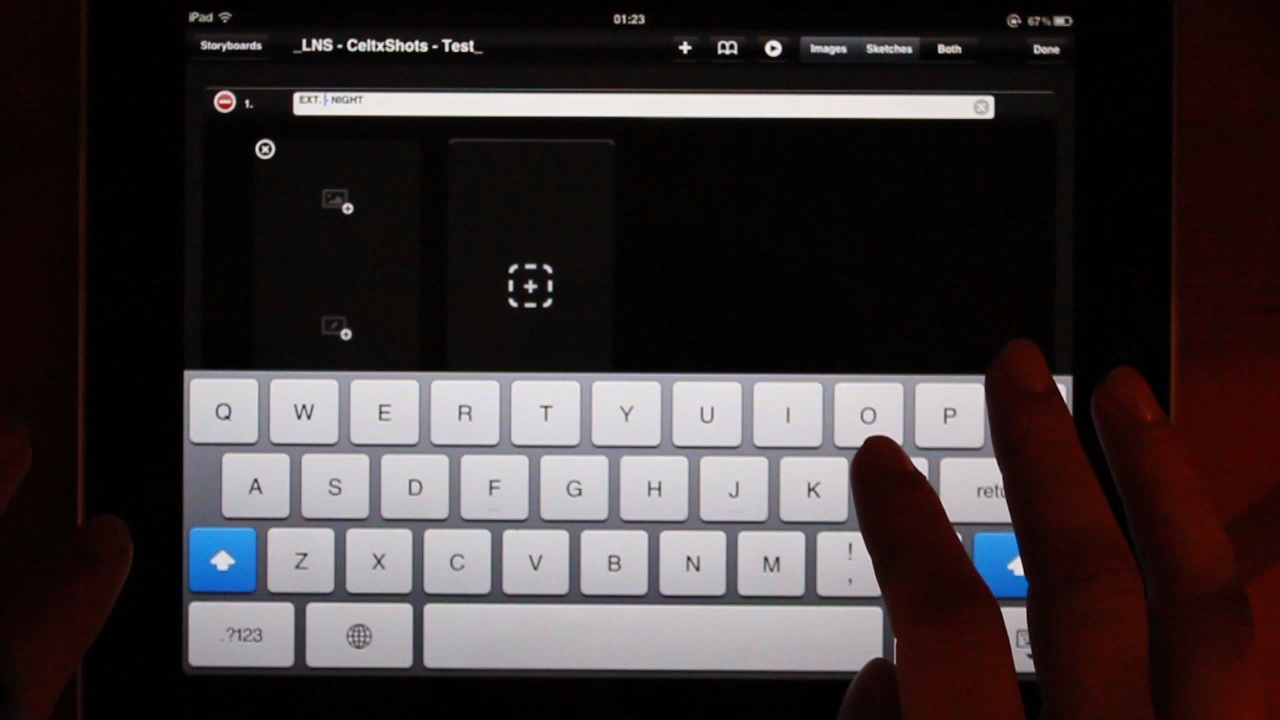 iPad 01:23 67%
Storyboards _LNS - CeltxShots - Test_ Images Sketches Both Done
1. EXT. - NIGHT
Q W E R T Y U I O P
A S D F G H J K
Z X C V B N M ! ,
.?123